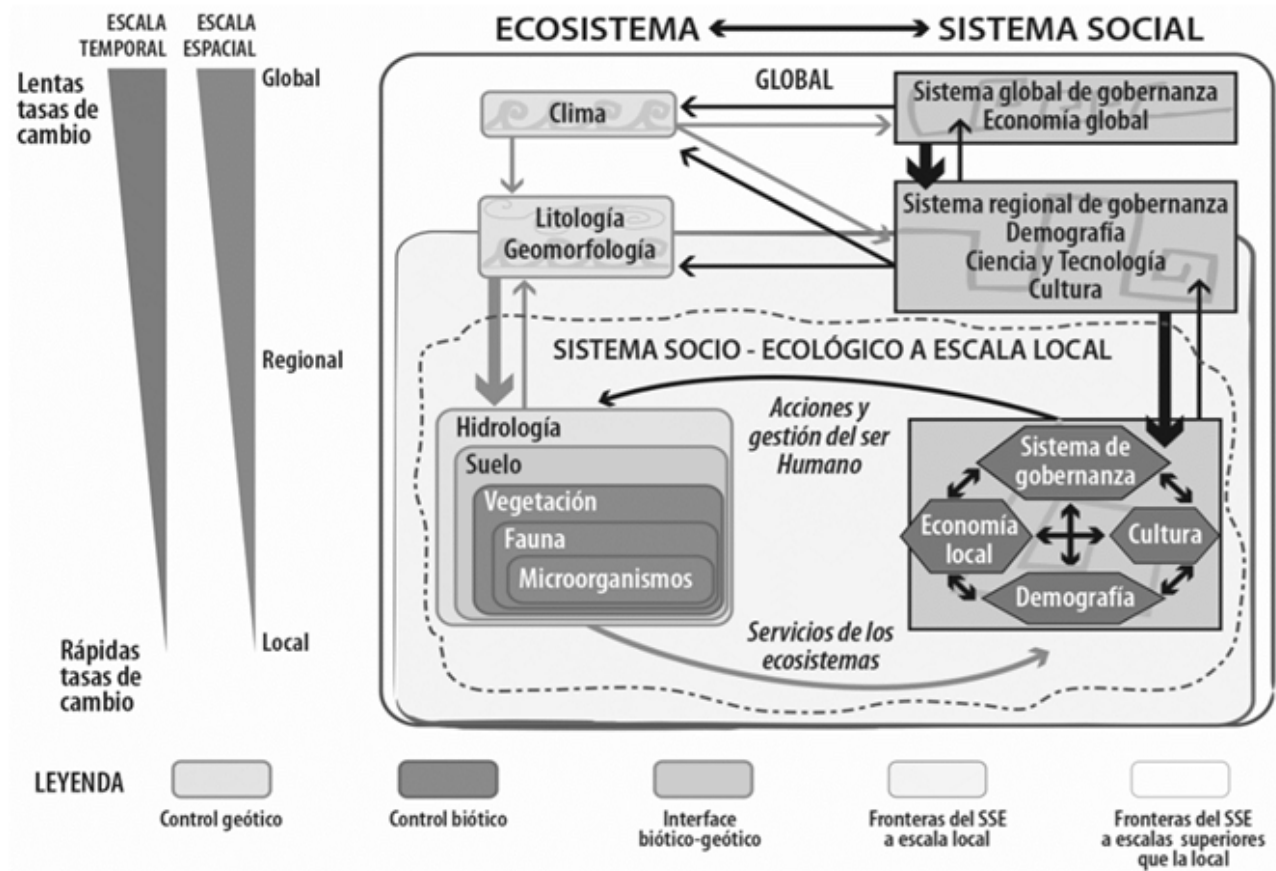 ESCALA
TEMPORAL
ESCALA
ESPACIAL
Lentas
tasas de
cambio
Global
Regional
Local
Rápidas
tasas de
cambio
ECOSISTEMA
SISTEMA SOCIAL
GLOBAL
Clima
Sistema global de gobernanza
Economía global
Litología
Geomorfología
Sistema regional de gobernanza
Demografía
Ciencia y Tecnología
Cultura
SISTEMA SOCIO - ECOLÓGICO A ESCALA LOCAL
Acciones y
gestión del ser
Humano
Hidrología
Suelo
Vegetación
Fauna
Microorganismos
Sistema de
gobernanza
Economía
local
Cultura
Demografía
Servicios de los
ecosistemas
LEYENDA
Control geótico
Control biótico
Interface
biótico-geótico
Fronteras del SSE
a escala local
Fronteras del SSE
a escalas superiores
que la local